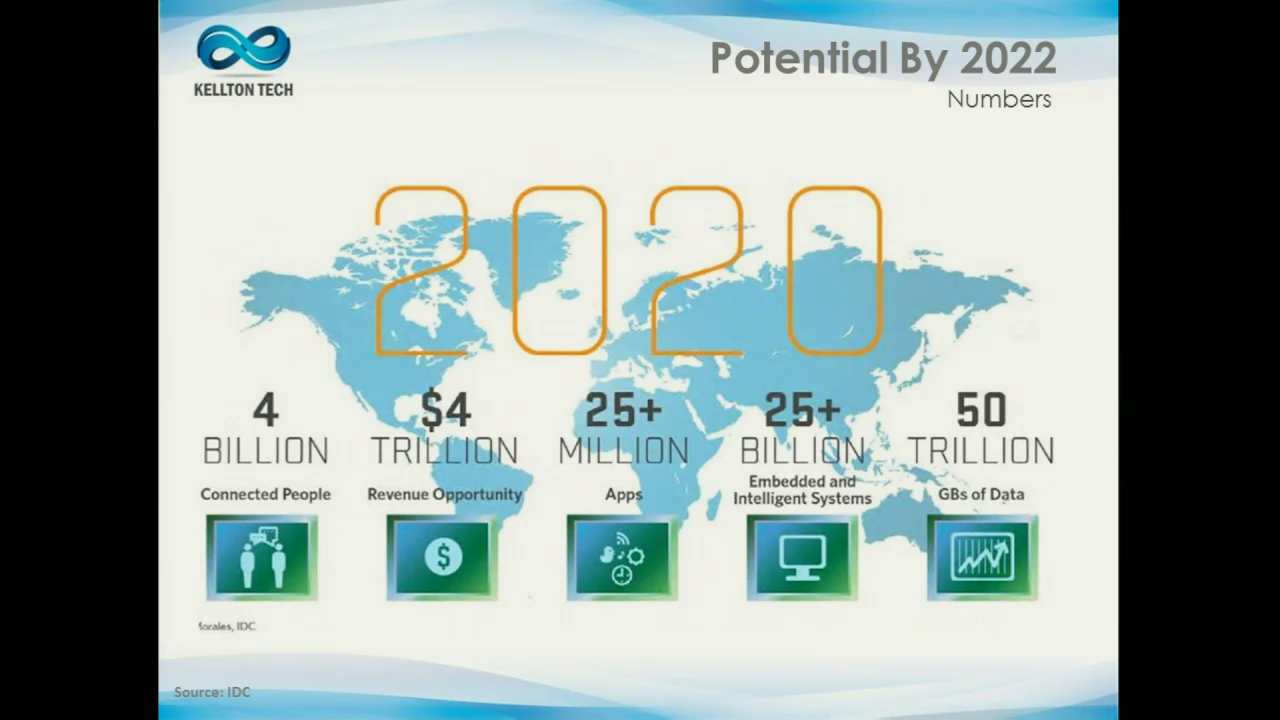 KELLTON TECH
Potential By 2022
Numbers
2020
4
BILLION
Connected People
$4
TRILLION
Revenue Opportunity
25+
MILLION
Apps
25+
BILLION
Embedded and
Intelligent Systems
50
TRILLION
GBs of Data
$
IDC
Source: IDC